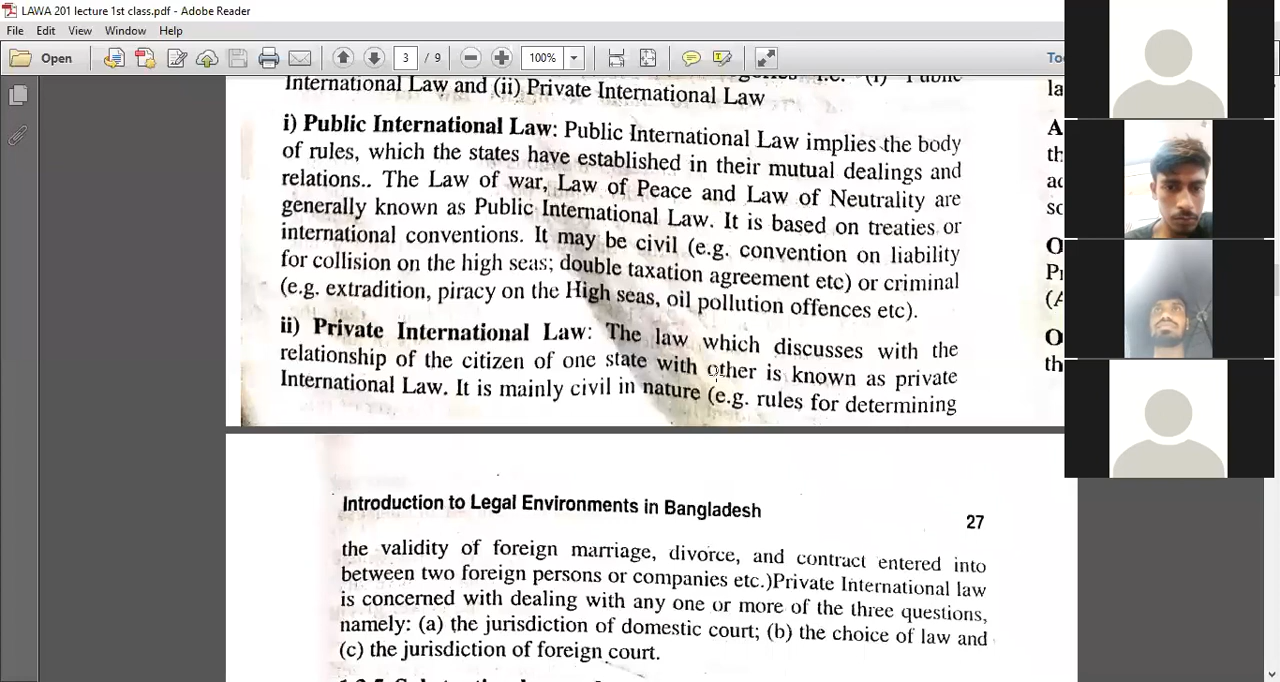 LAWA 201 lecture 1st class.pdf - Adobe Reader
File Edit View Window Help
Open 3 / 9 100% To
i.e. (i) Public
International Law and (ii) Private International Law
i) Public International Law: Public International Law implies the body
of rules, which the states have established in their mutual dealings and
relations.. The Law of war, Law of Peace and Law of Neutrality are
generally known as Public International Law. It is based on treaties or
international conventions. It may be civil (e.g. convention on liability
for collision on the high seas; double taxation agreement etc) or criminal
(e.g. extradition, piracy on the High seas, oil pollution offences etc).
ii) Private International Law: The law which discusses with the
relationship of the citizen of one state with other is known as private
International Law. It is mainly civil in nature (e.g. rules for determining
la
A
th
ac
sc
O
Pr
(A
O
th
Introduction to Legal Environments in Bangladesh 27
the validity of foreign marriage, divorce, and contract entered into
between two foreign persons or companies etc.)Private International law
is concerned with dealing with any one or more of the three questions,
namely: (a) the jurisdiction of domestic court; (b) the choice of law and
(c) the jurisdiction of foreign court.